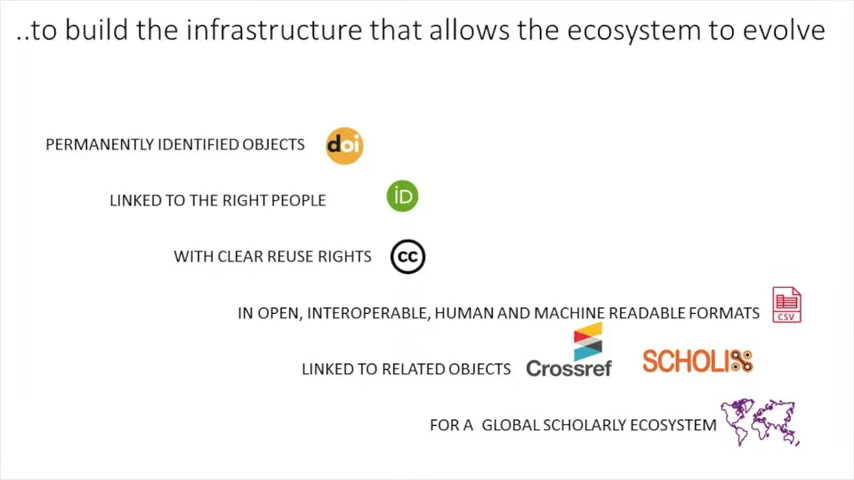 ..to build the infrastructure that allows the ecosystem to evolve
PERMANENTLY IDENTIFIED OBJECTS doi
LINKED TO THE RIGHT PEOPLE iD
WITH CLEAR REUSE RIGHTS cc
IN OPEN, INTEROPERABLE, HUMAN AND MACHINE READABLE FORMATS CSV
LINKED TO RELATED OBJECTS Crossref SCHOLIX
FOR A GLOBAL SCHOLARLY ECOSYSTEM